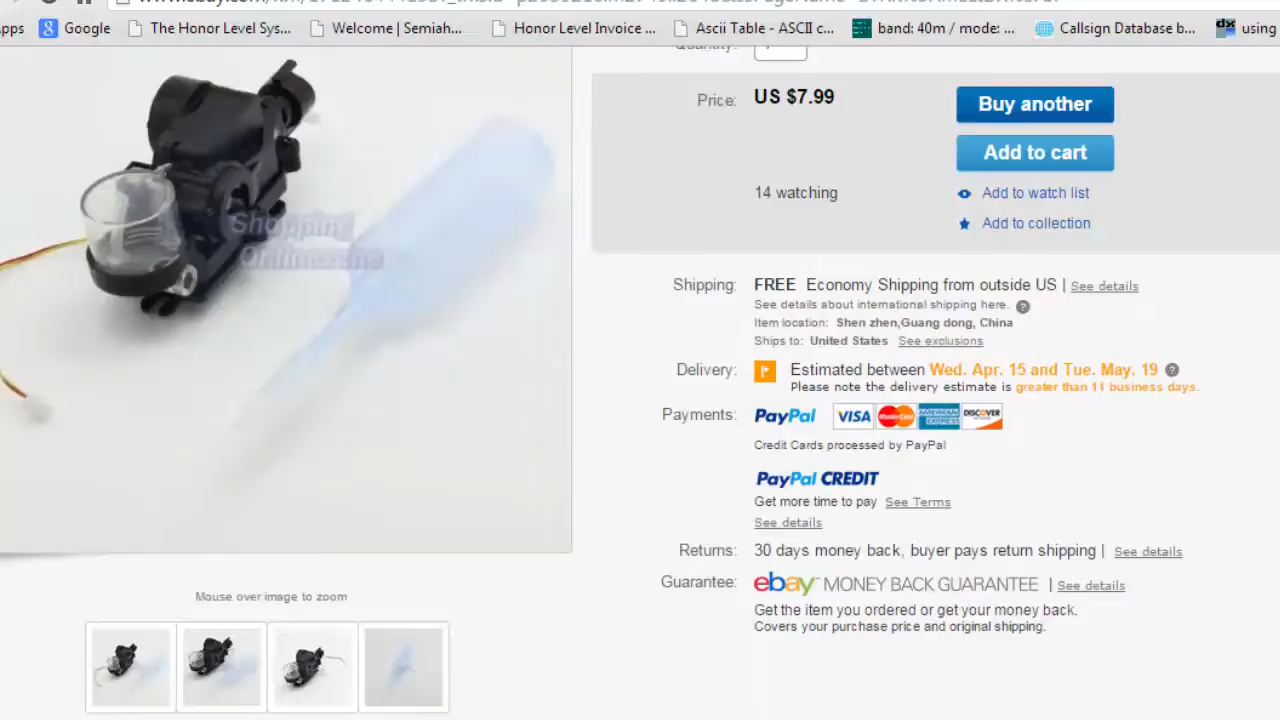 Apps Google The Honor Level Sys... Welcome | Semiah... Honor Level Invoice ... Ascii Table - ASCII c... band: 40m / mode: ... Callsign Database b... using
Quantity:
Price: US $7.99 Buy another
Add to cart
14 watching Add to watch list
Add to collection
Shopping
Onlinezone
Shipping: FREE Economy Shipping from outside US | See details
See details about international shipping here.
Item location: Shen zhen,Guang dong, China
Ships to: United States See exclusions
Delivery: Estimated between Wed. Apr. 15 and Tue. May. 19
Please note the delivery estimate is greater than 11 business days.
Payments: PayPal VISA MasterCard AMERICAN EXPRESS DISCOVER
Credit Cards processed by PayPal
PayPal CREDIT
Get more time to pay See Terms
See details
Returns: 30 days money back, buyer pays return shipping | See details
Guarantee: ebay MONEY BACK GUARANTEE | See details
Get the item you ordered or get your money back.
Covers your purchase price and original shipping.
Mouse over image to zoom